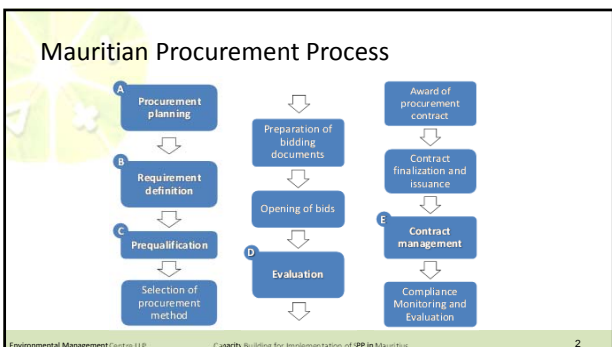 Mauritian Procurement Process
A
Procurement
planning
B
Requirement
definition
C
Prequalification
Selection of
procurement
method
Preparation of
bidding
documents
Opening of bids
D
Evaluation
Award of
procurement
contract
Contract
finalization and
issuance
E
Contract
management
Compliance
Monitoring and
Evaluation
Environmental Management Centre LLP
Capacity Building for Implementation of SPP in Mauritius
2